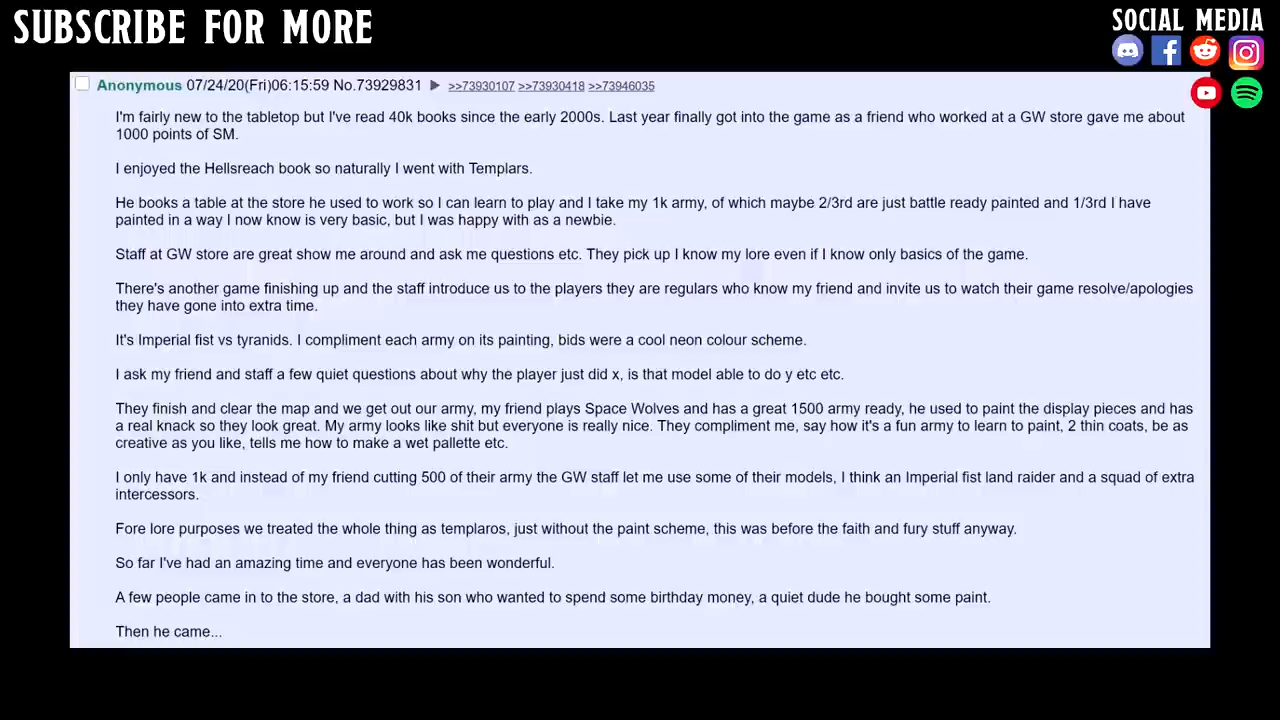 SUBSCRIBE FOR MORE
SOCIAL MEDIA
Anonymous 07/24/20(Fri)06:15:59 No.73929831 ▶ >>73930107 >>73930418 >>73946035
I'm fairly new to the tabletop but I've read 40k books since the early 2000s. Last year finally got into the game as a friend who worked at a GW store gave me about
1000 points of SM.
I enjoyed the Hellsreach book so naturally I went with Templars.
He books a table at the store he used to work so I can learn to play and I take my 1k army, of which maybe 2/3rd are just battle ready painted and 1/3rd I have
painted in a way I now know is very basic, but I was happy with as a newbie.
Staff at GW store are great show me around and ask me questions etc. They pick up I know my lore even if I know only basics of the game.
There's another game finishing up and the staff introduce us to the players they are regulars who know my friend and invite us to watch their game resolve/apologies
they have gone into extra time.
It's Imperial fist vs tyranids. I compliment each army on its painting, bids were a cool neon colour scheme.
I ask my friend and staff a few quiet questions about why the player just did x, is that model able to do y etc etc.
They finish and clear the map and we get out our army, my friend plays Space Wolves and has a great 1500 army ready, he used to paint the display pieces and has
a real knack so they look great. My army looks like shit but everyone is really nice. They compliment me, say how it's a fun army to learn to paint, 2 thin coats, be as
creative as you like, tells me how to make a wet pallette etc.
I only have 1k and instead of my friend cutting 500 of their army the GW staff let me use some of their models, I think an Imperial fist land raider and a squad of extra
intercessors.
Fore lore purposes we treated the whole thing as templaros, just without the paint scheme, this was before the faith and fury stuff anyway.
So far I've had an amazing time and everyone has been wonderful.
A few people came in to the store, a dad with his son who wanted to spend some birthday money, a quiet dude he bought some paint.
Then he came...